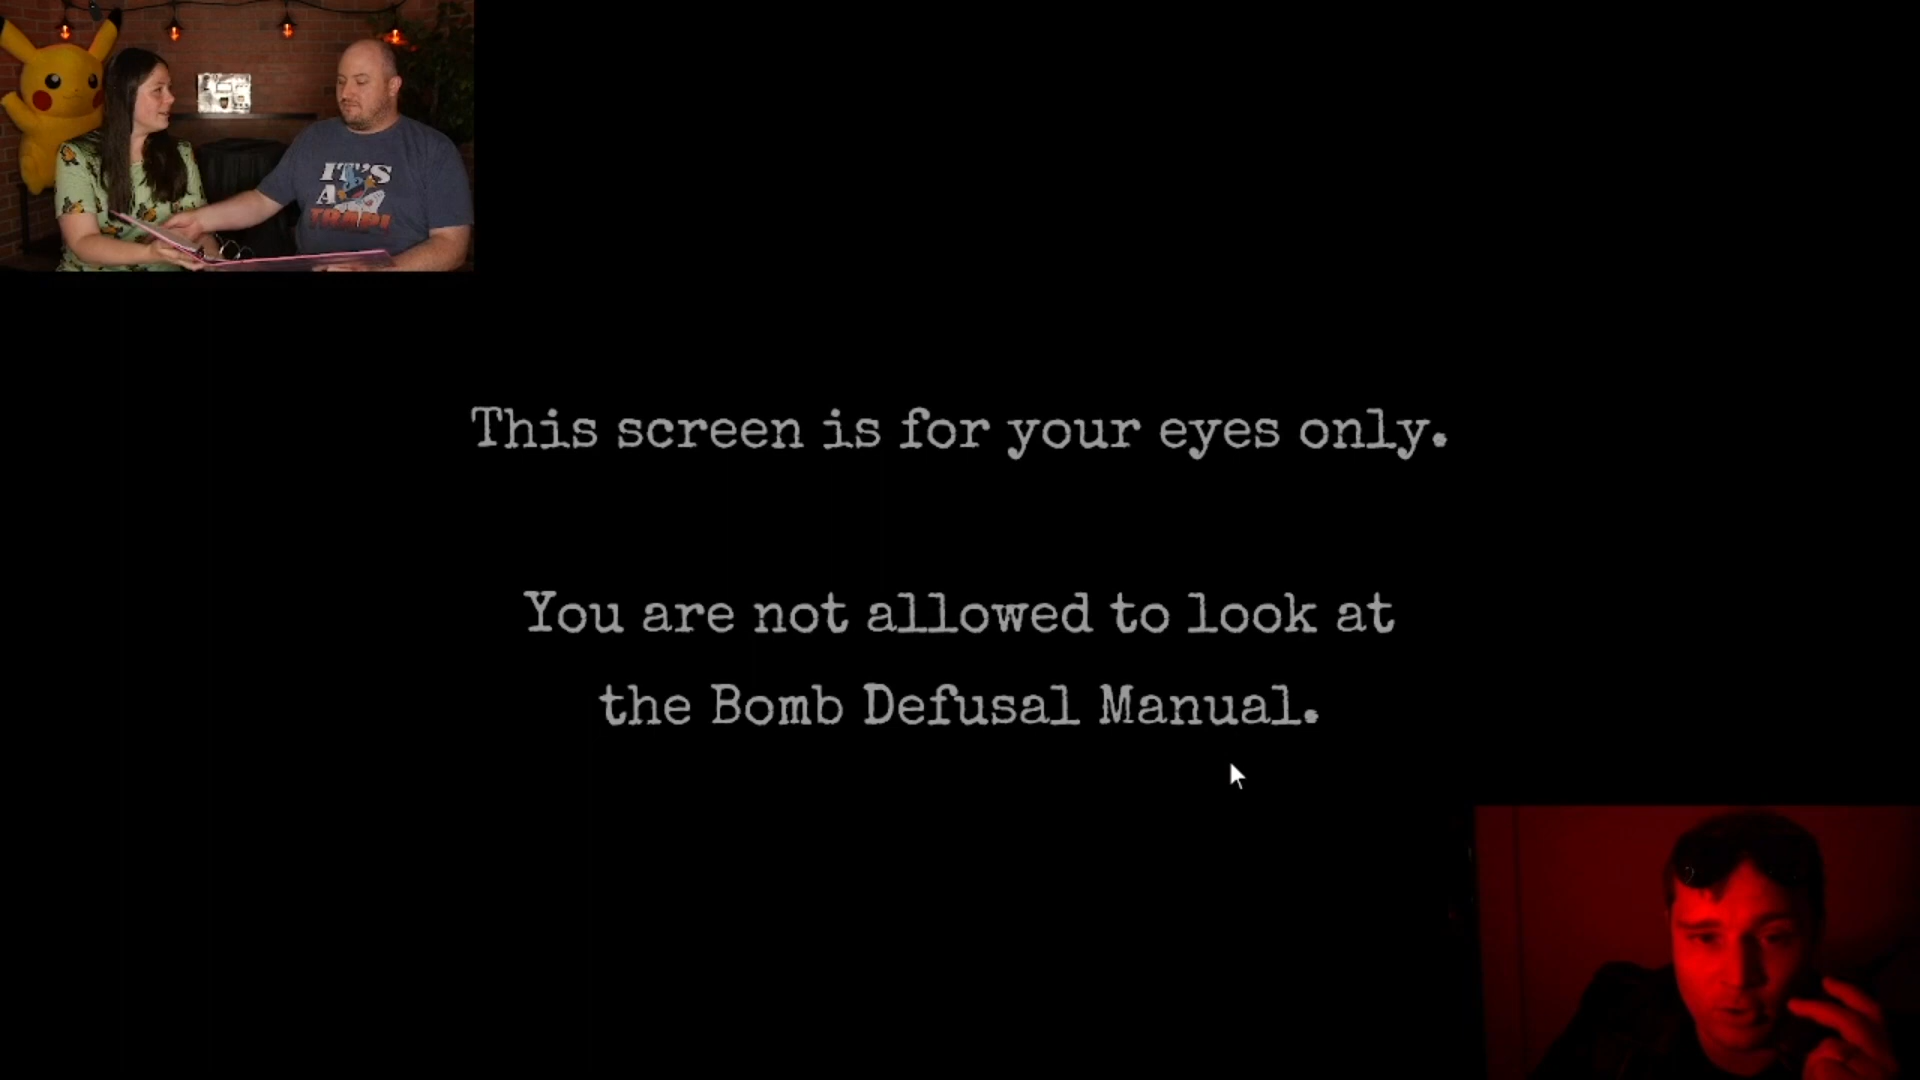 IT'S
A
TRAP!
This screen is for your eyes only.
You are not allowed to look at
the Bomb Defusal Manual.